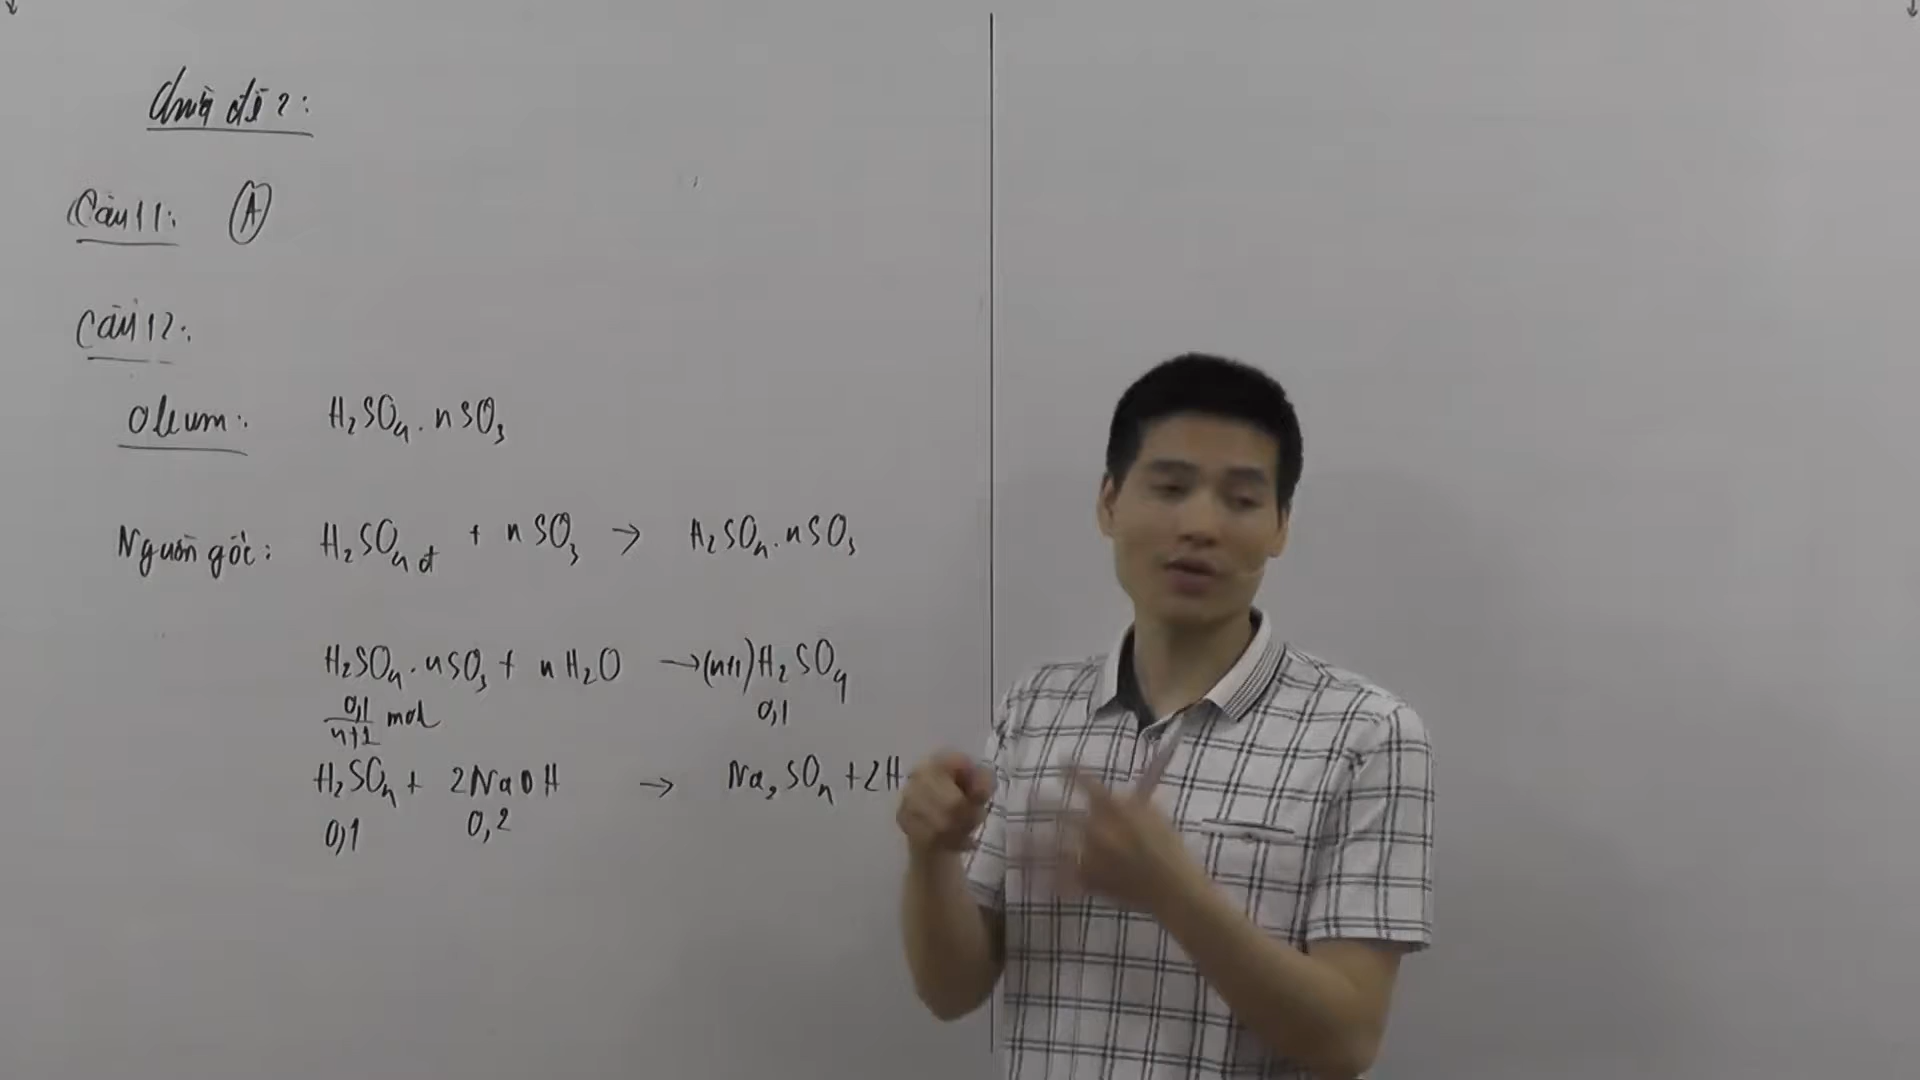 Chữa đề 2:
Câu 11: A
Câu 12:
Oleum: H₂SO₄.nSO₃
Nguồn gốc: H₂SO₄ đ + nSO₃ → H₂SO₄.nSO₃
H₂SO₄.nSO₃ + nH₂O → (n+1)H₂SO₄
0,1/n+1 mol 0,1
H₂SO₄ + 2NaOH → Na₂SO₄ + 2H
0,1 0,2